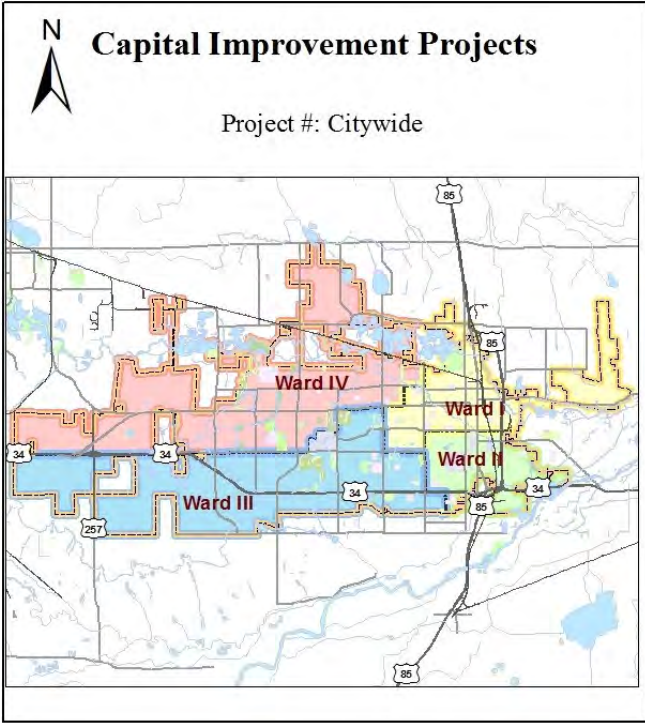 N
Capital Improvement Projects
Project #: Citywide
85
85
Ward IV
Ward I
34
34
Ward II
34
34
Ward III
85
257
85